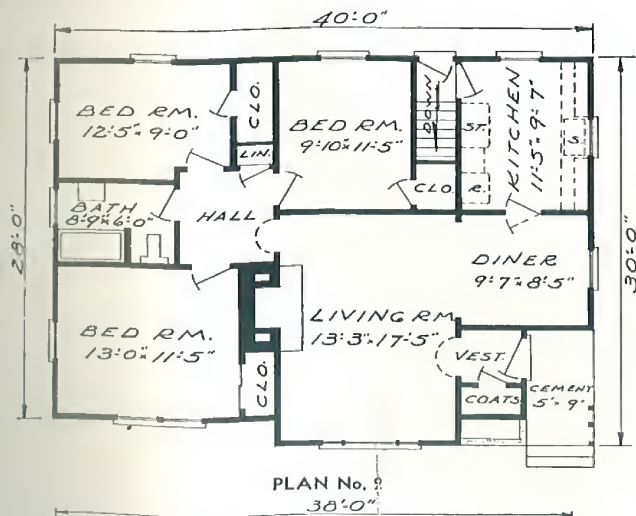 40'-0"
BED RM.
12'-5"x 9'-0"
CLO.
LIN.
BED RM.
9'-10"x 11'-5"
DOWN
CLO.
ST.
R.
KITCHEN
11'-5"x 9'-7"
S.
BATH
8'-9"x 6'-0"
HALL
28'-0"
30'-0"
DINER
9'-7"x 8'-5"
LIVING RM.
13'-3"x 17'-5"
BED RM.
13'-0"x 11'-5"
CLO.
VEST.
COATS
CEMENT
5' x 9'
PLAN No.
38'-0"